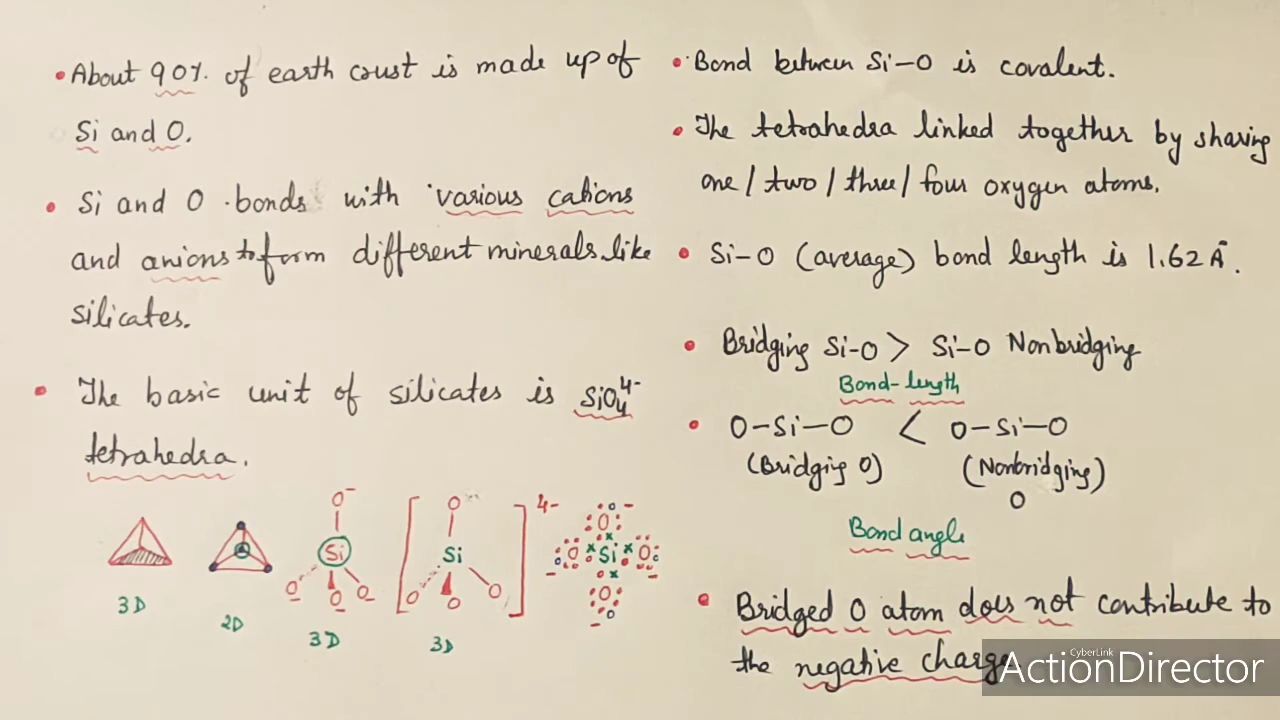 •About 90% of earth crust is made up of
Si and O.
• Si and O bonds with various cations
and anions to form different minerals like
silicates.
• The basic unit of silicates is SiO₄⁴⁻
tetrahedra.
3D
2D
O⁻
Si
O⁻ O⁻ O⁻
3D
[O Si O O O]⁴⁻
3D
O
O Si O
O
• Bond between Si-O is covalent.
• The tetrahedra linked together by sharing
one/two/three/four oxygen atoms.
• Si-O (average) bond length is 1.62 Å.
• Bridging Si-O > Si-O Nonbridging
Bond-length
• O-Si-O < O-Si-O
(Bridging O) (Nonbridging)
O
Bond angle
• Bridged O atom does not contribute to
the negative charge
CyberLink
ActionDirector